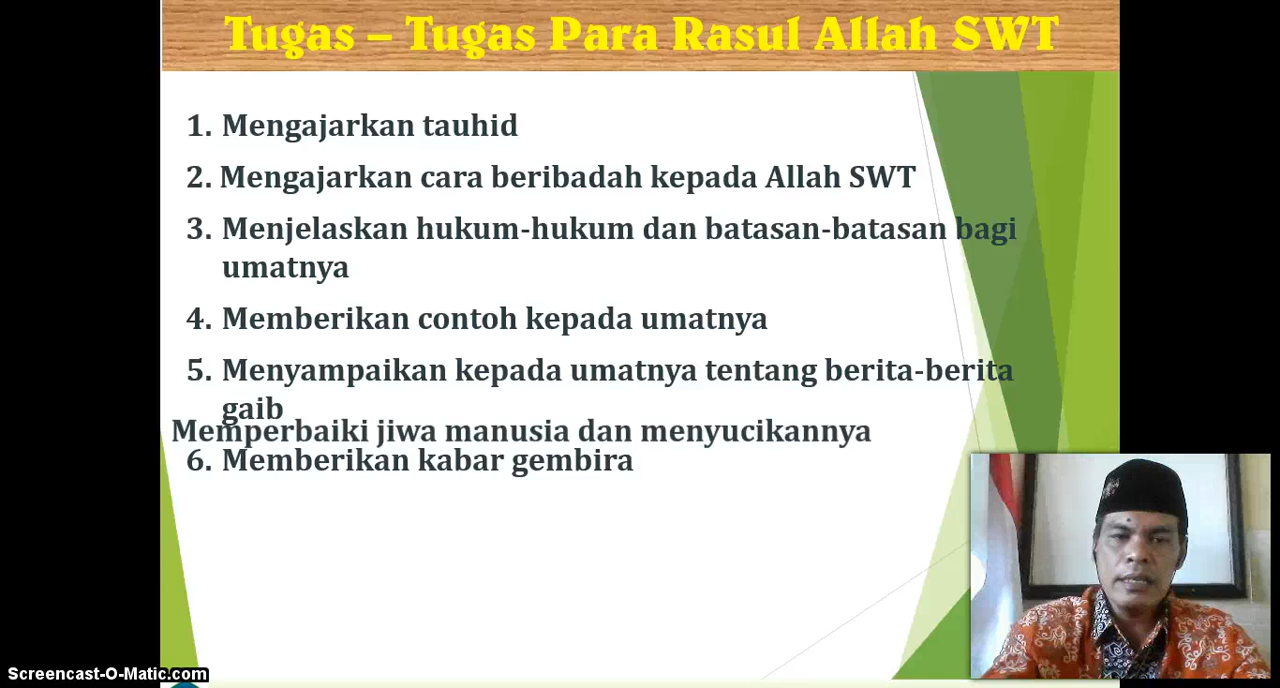 Tugas – Tugas Para Rasul Allah SWT
1. Mengajarkan tauhid
2. Mengajarkan cara beribadah kepada Allah SWT
3. Menjelaskan hukum-hukum dan batasan-batasan bagi
umatnya
4. Memberikan contoh kepada umatnya
5. Menyampaikan kepada umatnya tentang berita-berita
gaib
Memperbaiki jiwa manusia dan menyucikannya
6. Memberikan kabar gembira
Screencast-O-Matic.com